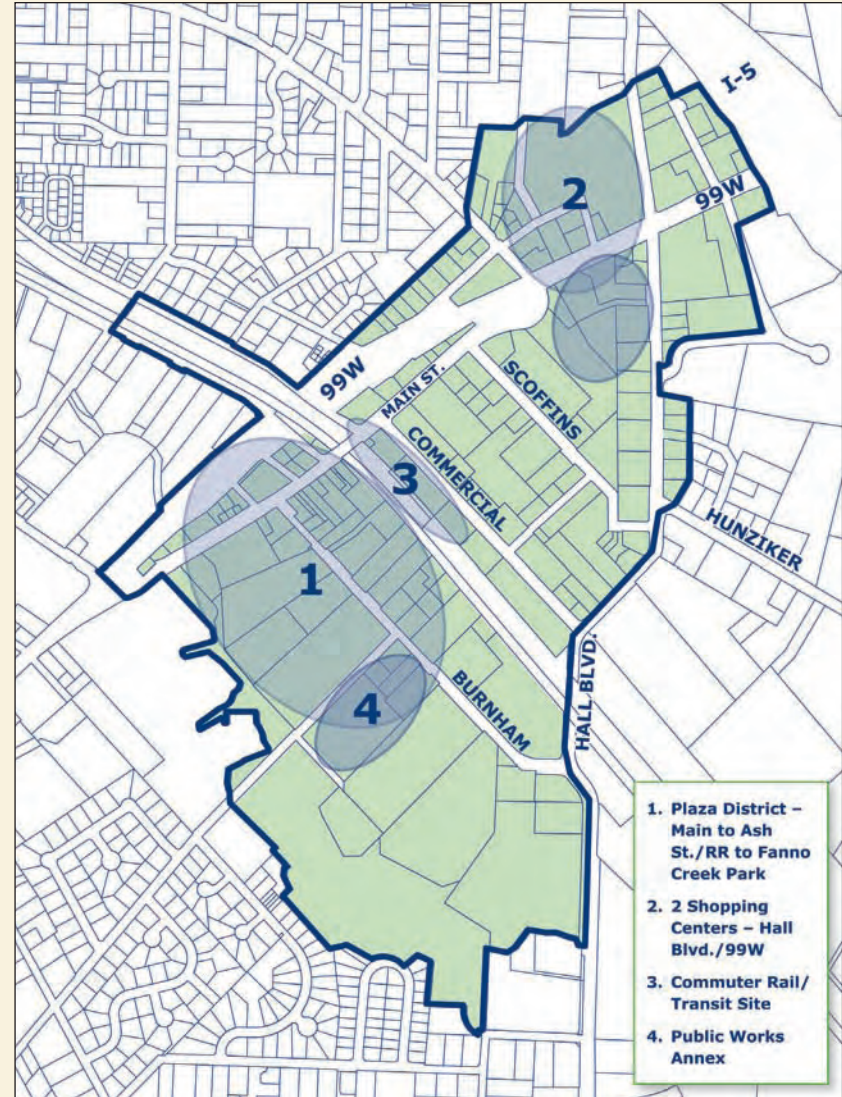 I-5
2
99W
99W
MAIN ST.
SCOFFINS
COMMERCIAL
3
HUNZIKER
1
HALL BLVD.
BURNHAM
4
1. Plaza District –
Main to Ash
St./RR to Fanno
Creek Park
2. 2 Shopping
Centers – Hall
Blvd./99W
3. Commuter Rail/
Transit Site
4. Public Works
Annex